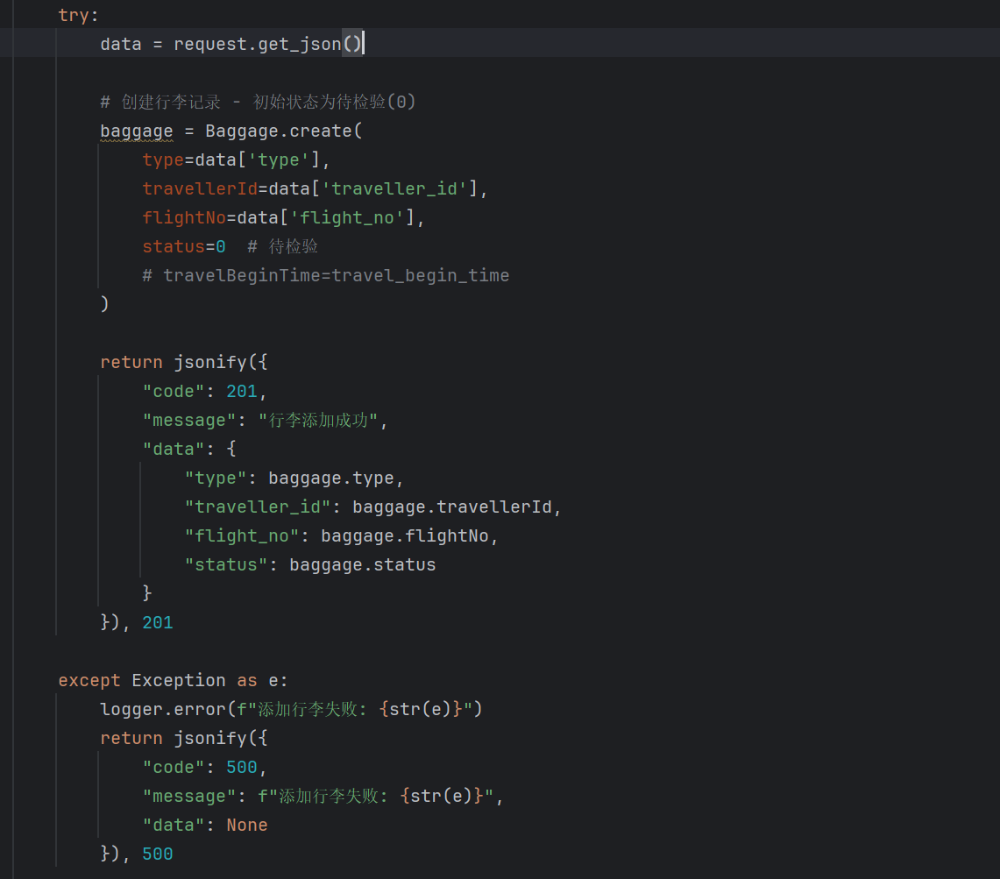 try:
data = request.get_json()
# 创建行李记录 - 初始状态为待检验(0)
baggage = Baggage.create(
type=data['type'],
travellerId=data['traveller_id'],
flightNo=data['flight_no'],
status=0  # 待检验
# travelBeginTime=travel_begin_time
)
return jsonify({
"code": 201,
"message": "行李添加成功",
"data": {
"type": baggage.type,
"traveller_id": baggage.travellerId,
"flight_no": baggage.flightNo,
"status": baggage.status
}
}), 201
except Exception as e:
logger.error(f"添加行李失败: {str(e)}")
return jsonify({
"code": 500,
"message": f"添加行李失败: {str(e)}",
"data": None
}), 500